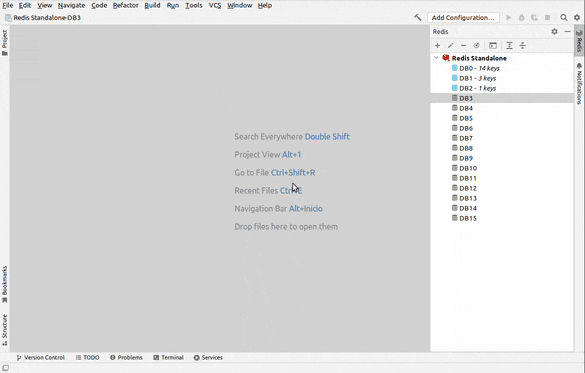 File Edit View Navigate Code Refactor Build Run Tools VCS Window Help
Redis Standalone-DB3
Add Configuration...
Project
Redis
Redis
Notifications
Redis Standalone
DB0 - 14 keys
DB1 - 3 keys
DB2 - 1 keys
DB3
DB4
DB5
DB6
DB7
DB8
DB9
DB10
DB11
DB12
DB13
DB14
DB15
Search Everywhere Double Shift
Project View Alt+1
Go to File Ctrl+Shift+R
Recent Files Ctrl+E
Navigation Bar Alt+Inicio
Drop files here to open them
Bookmarks
Structure
Version Control TODO Problems Terminal Services